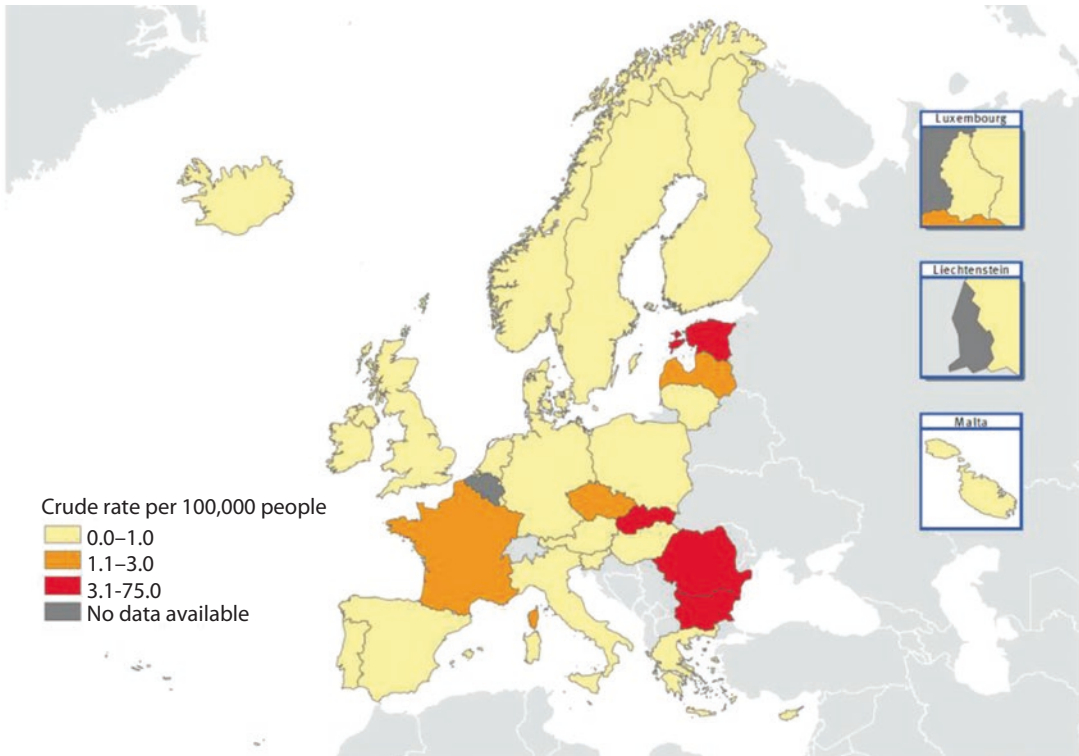 Luxembourg
Liechtenstein
Malta
Crude rate per 100,000 people
0.0–1.0
1.1–3.0
3.1-75.0
No data available